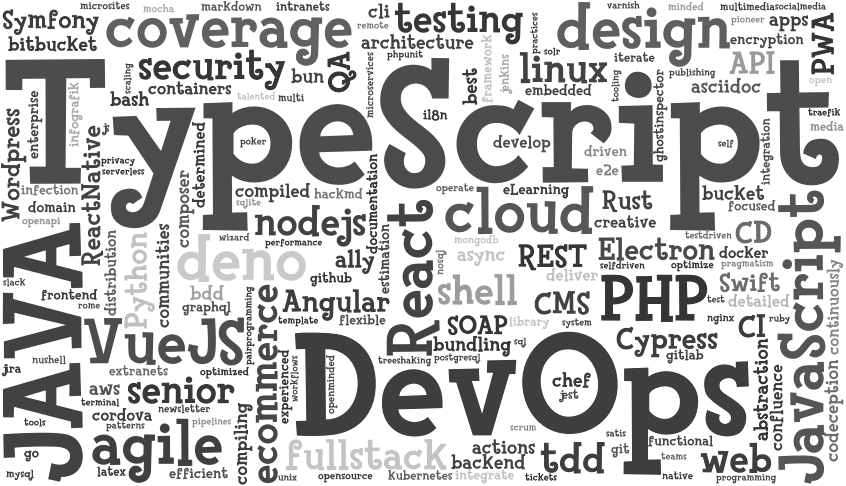 microsites
mocha
markdown
intranets
cli
testing
varnish
minded
multimedia
socialmedia
Symfony
bitbucket
coverage
remote
architecture
phpunit
practices
design
pioneer
apps
encryption
PWA
security
QA
bun
containers
bash
scaling
talented
multi
microservices
best
framework
jenkins
solr
linux
embedded
iterate
tooling
publishing
API
asciidoc
open
traefik
media
TypeScript
Wordpress
enterprise
infografik
ReactNative
js
privacy
serverless
determined
poker
il8n
develop
driven
e2e
ghostinspector
self
integration
infection
domain
openapi
composer
compiled
sqlite
hackmd
documentation
operate
eLearning
Rust
creative
bucket
focused
nodejs
wizard
performance
cloud
testdriven
CD
docker
JAVA
slack
distribution
Python
communities
deno
ally
github
estimation
React
nosql
mongodb
async
REST
deliver
Electron
selfdriven
optimize
pragmatism
JavaScript
continuously
codeception
frontend
rome
bdd
graphql
Angular
template
flexible
shell
CMS
library
system
PHP
test
Swift
detailed
nginx
ruby
VueJS
nushell
jra
extranets
optimized
pairprogramming
ecommerce
treeshaking
SOAP
bundling
sql
postgresql
Cypress
gitlab
CI
abstraction
confluence
aws
terminal
senior
newsletter
cordova
patterns
pipelines
experienced
workflows
openminded
DevOps
chef
jest
tools
go
mysql
agile
latex
efficient
compiling
unix
fullstack
opensource
Kubernetes
integrate
scrum
actions
backend
tickets
tdd
satis
git
functional
teams
native
web
programming